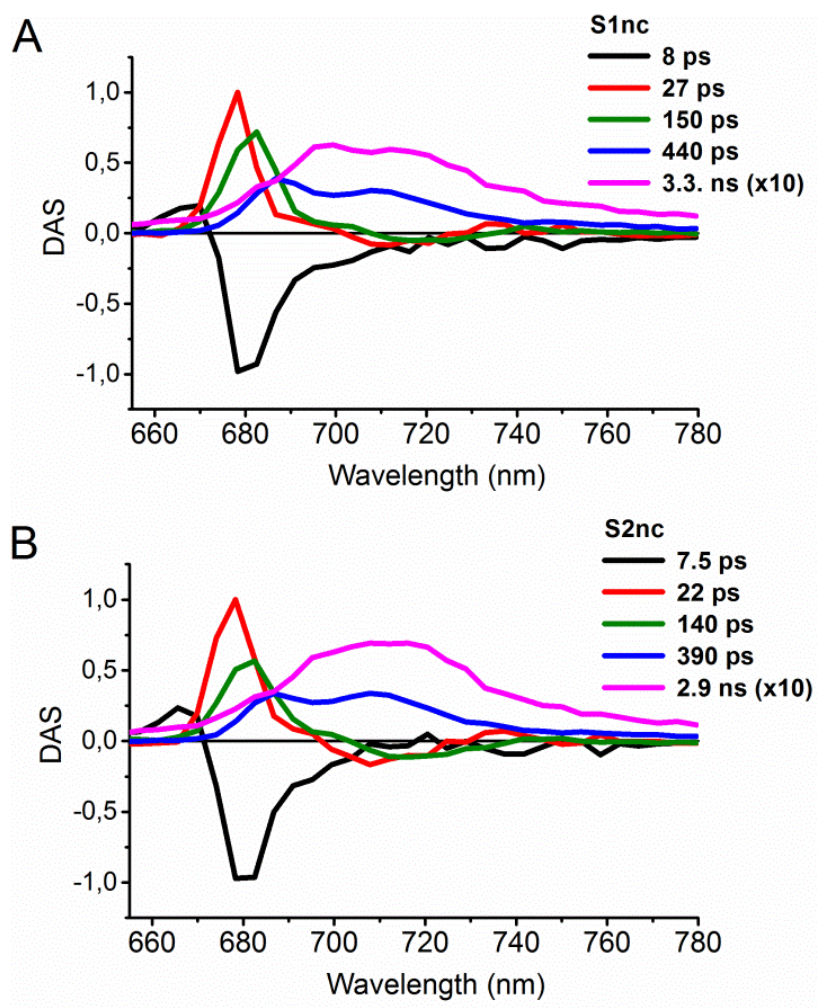 A
S1nc
8 ps
27 ps
150 ps
440 ps
3.3. ns (x10)
1,0
0,5
0,0
-0,5
-1,0
DAS
660 680 700 720 740 760 780
Wavelength (nm)
B
S2nc
7.5 ps
22 ps
140 ps
390 ps
2.9 ns (x10)
1,0
0,5
0,0
-0,5
-1,0
DAS
660 680 700 720 740 760 780
Wavelength (nm)